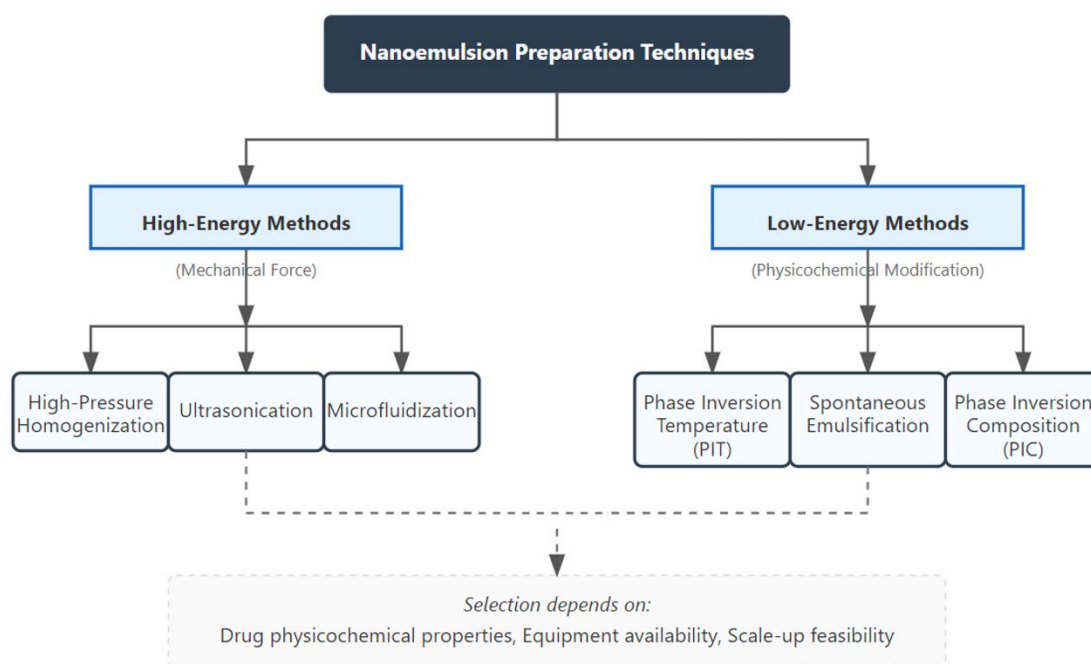 Nanoemulsion Preparation Techniques
High-Energy Methods
(Mechanical Force)
Low-Energy Methods
(Physicochemical Modification)
High-Pressure
Homogenization
Ultrasonication
Microfluidization
Phase Inversion
Temperature
(PIT)
Spontaneous
Emulsification
Phase Inversion
Composition
(PIC)
Selection depends on:
Drug physicochemical properties, Equipment availability, Scale-up feasibility